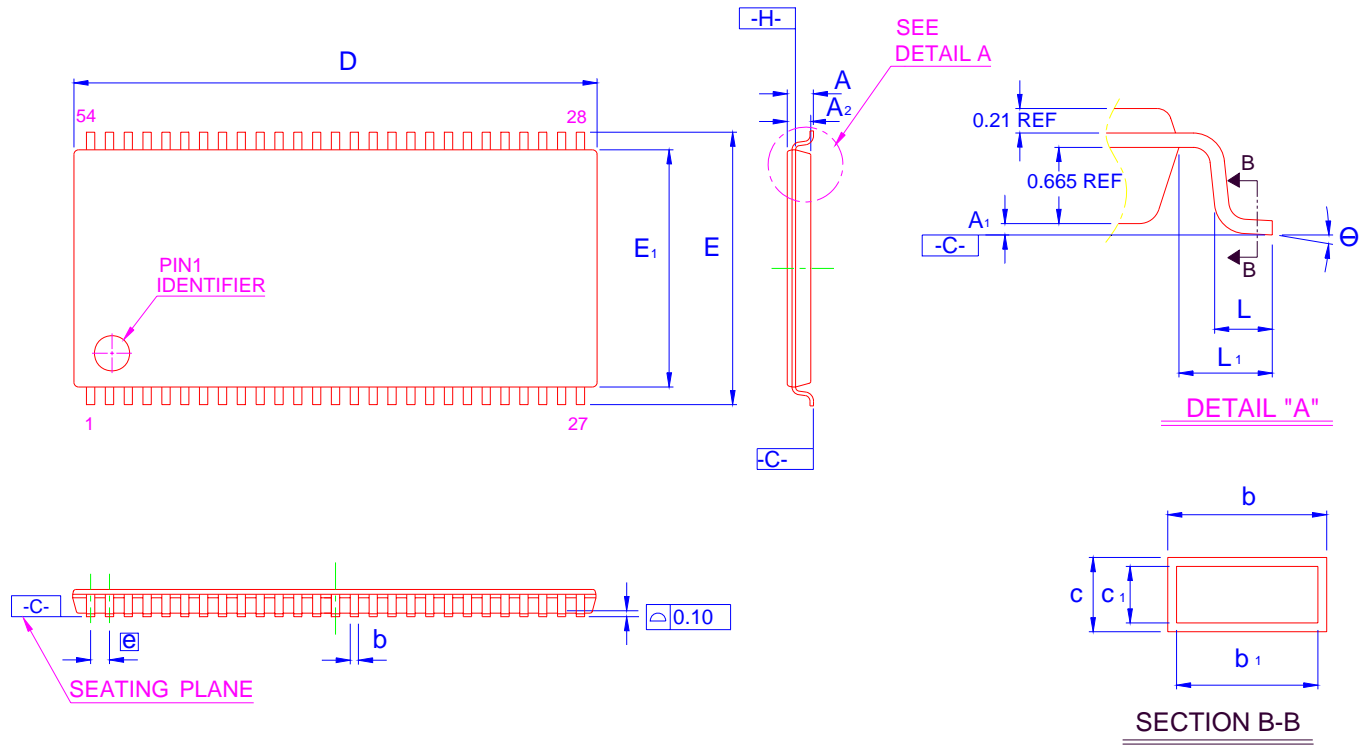 -H-
SEE
DETAIL A
D
A
A2
54
28
0.21 REF
B
0.665 REF
E1
E
A1
-C-
Θ
B
PIN1
IDENTIFIER
L
L1
1
27
DETAIL "A"
-C-
b
-C-
0.10
c
c1
e
b
b1
SEATING PLANE
SECTION B-B